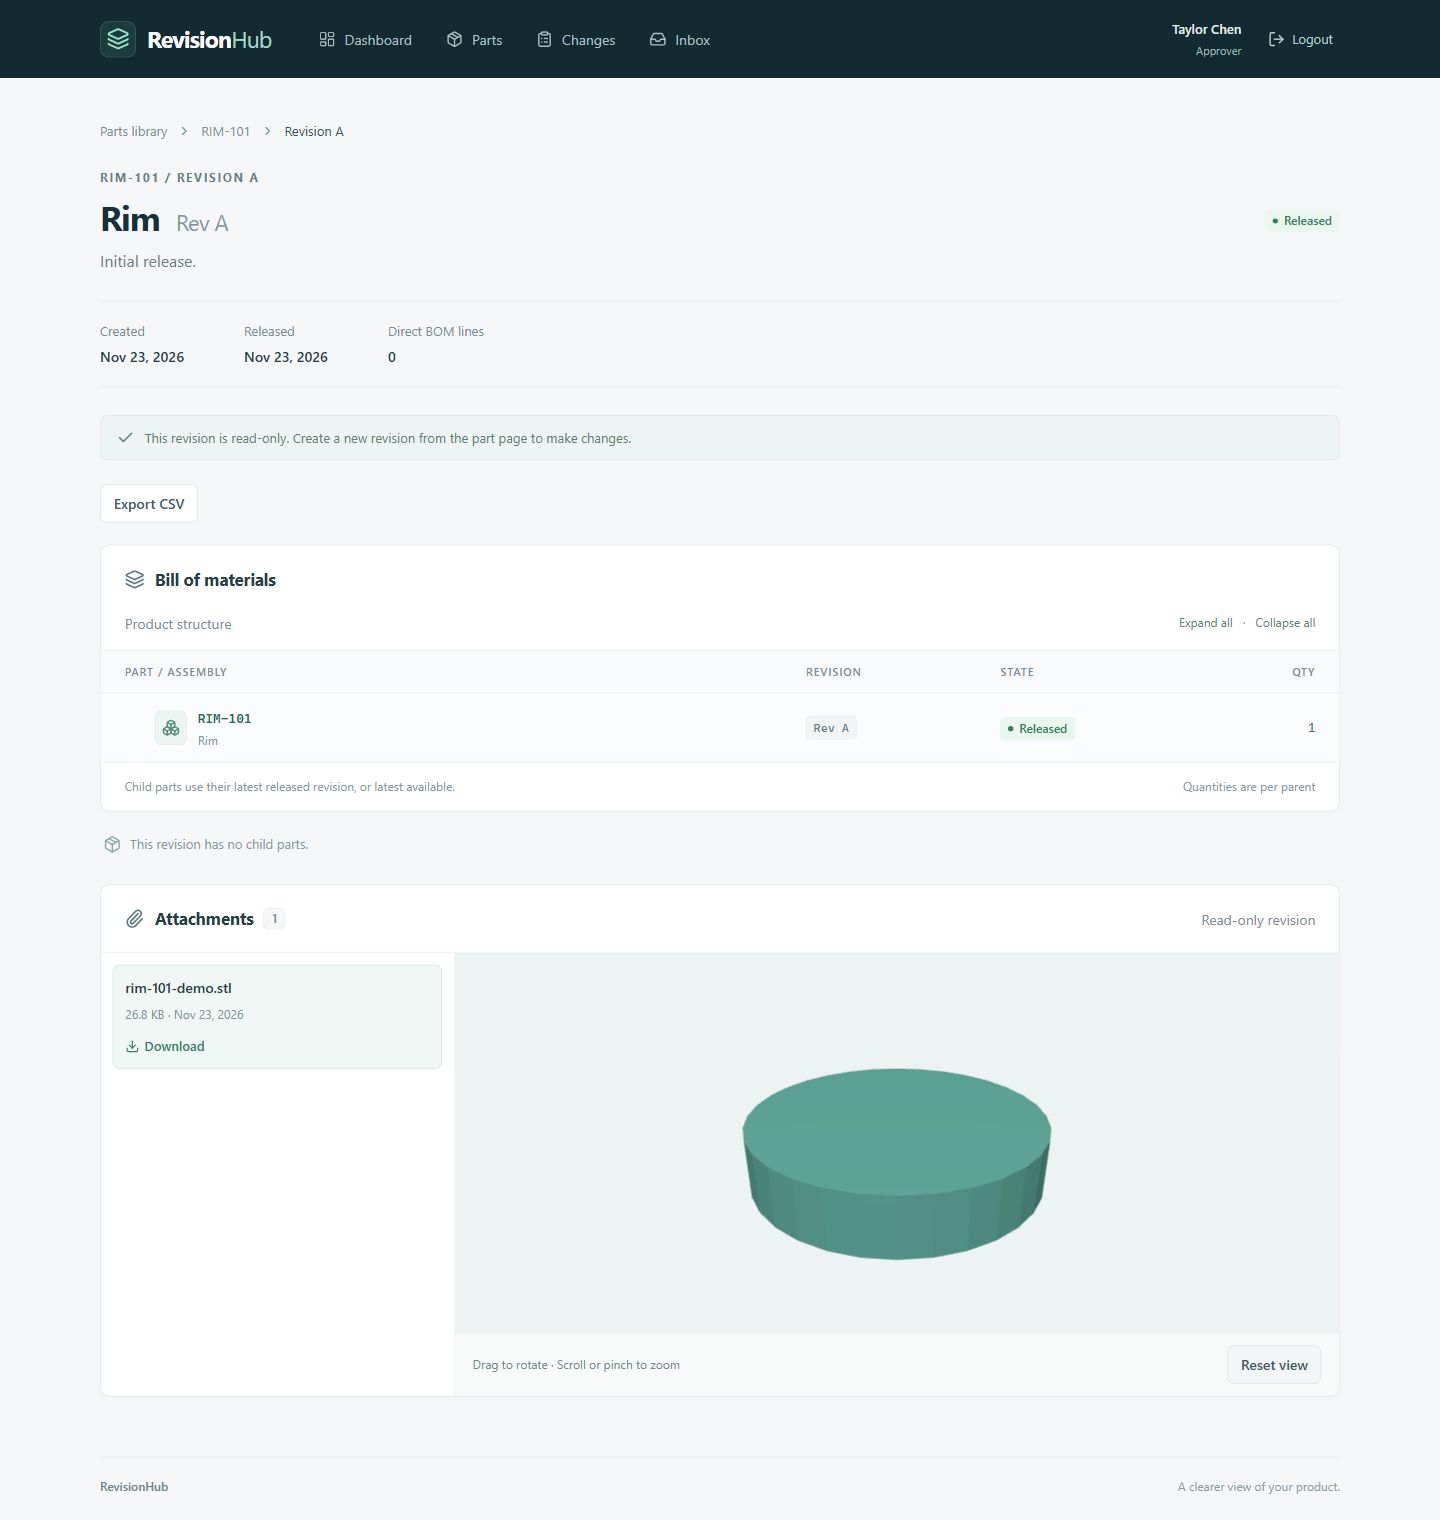 RevisionHub
Dashboard
Parts
Changes
Inbox
Taylor Chen
Approver
Logout
Parts library > RIM-101 > Revision A
RIM-101 / REVISION A
Rim Rev A
Released
Initial release.
Created
Nov 23, 2026
Released
Nov 23, 2026
Direct BOM lines
0
This revision is read-only. Create a new revision from the part page to make changes.
Export CSV
Bill of materials
Product structure
Expand all · Collapse all
PART / ASSEMBLY REVISION STATE QTY
RIM-101
Rim
Rev A
Released
1
Child parts use their latest released revision, or latest available.
Quantities are per parent
This revision has no child parts.
Attachments 1
Read-only revision
rim-101-demo.stl
26.8 KB · Nov 23, 2026
Download
Drag to rotate · Scroll or pinch to zoom
Reset view
RevisionHub
A clearer view of your product.